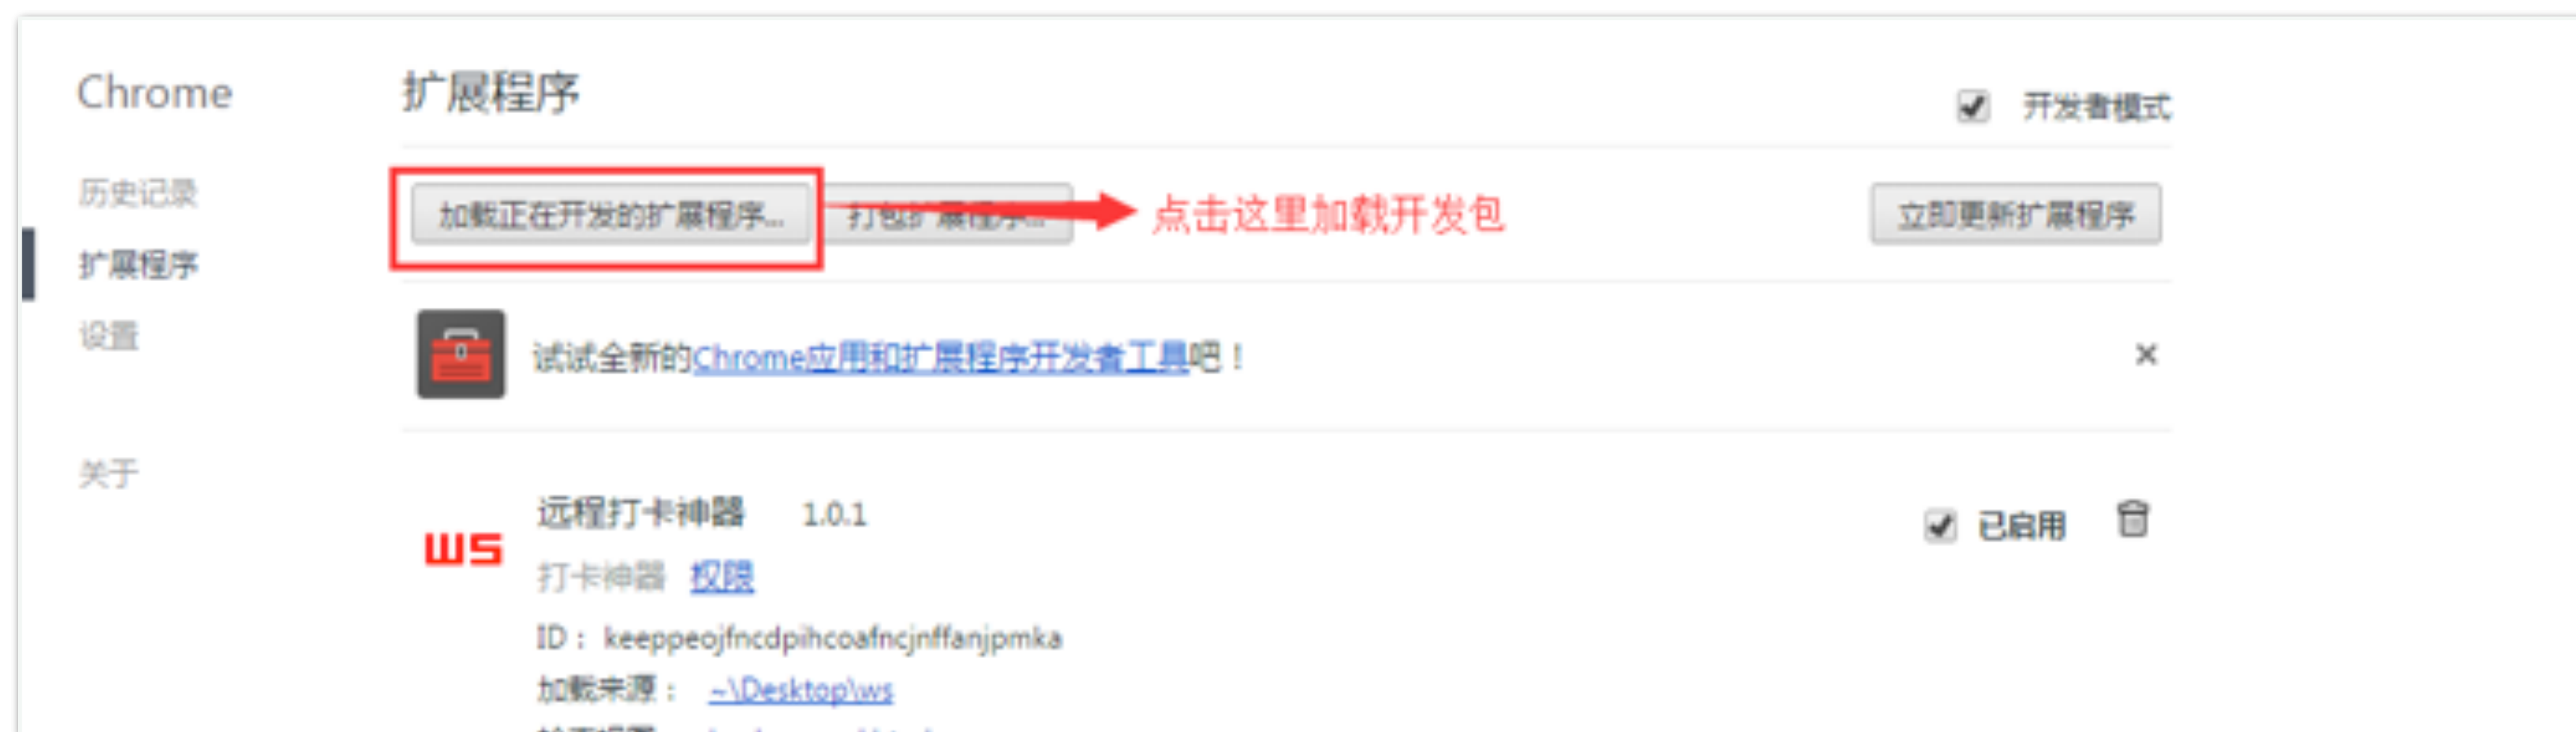 Chrome
扩展程序
开发者模式
历史记录
扩展程序
设置
关于
加载正在开发的扩展程序...
打包扩展程序...
点击这里加载开发包
立即更新扩展程序
试试全新的Chrome应用和扩展程序开发者工具吧！
ws
远程打卡神器 1.0.1
已启用
打卡神器 权限
ID： keeppeojfncdpihcoafncjnffanjpmka
加载来源： ~\Desktop\ws